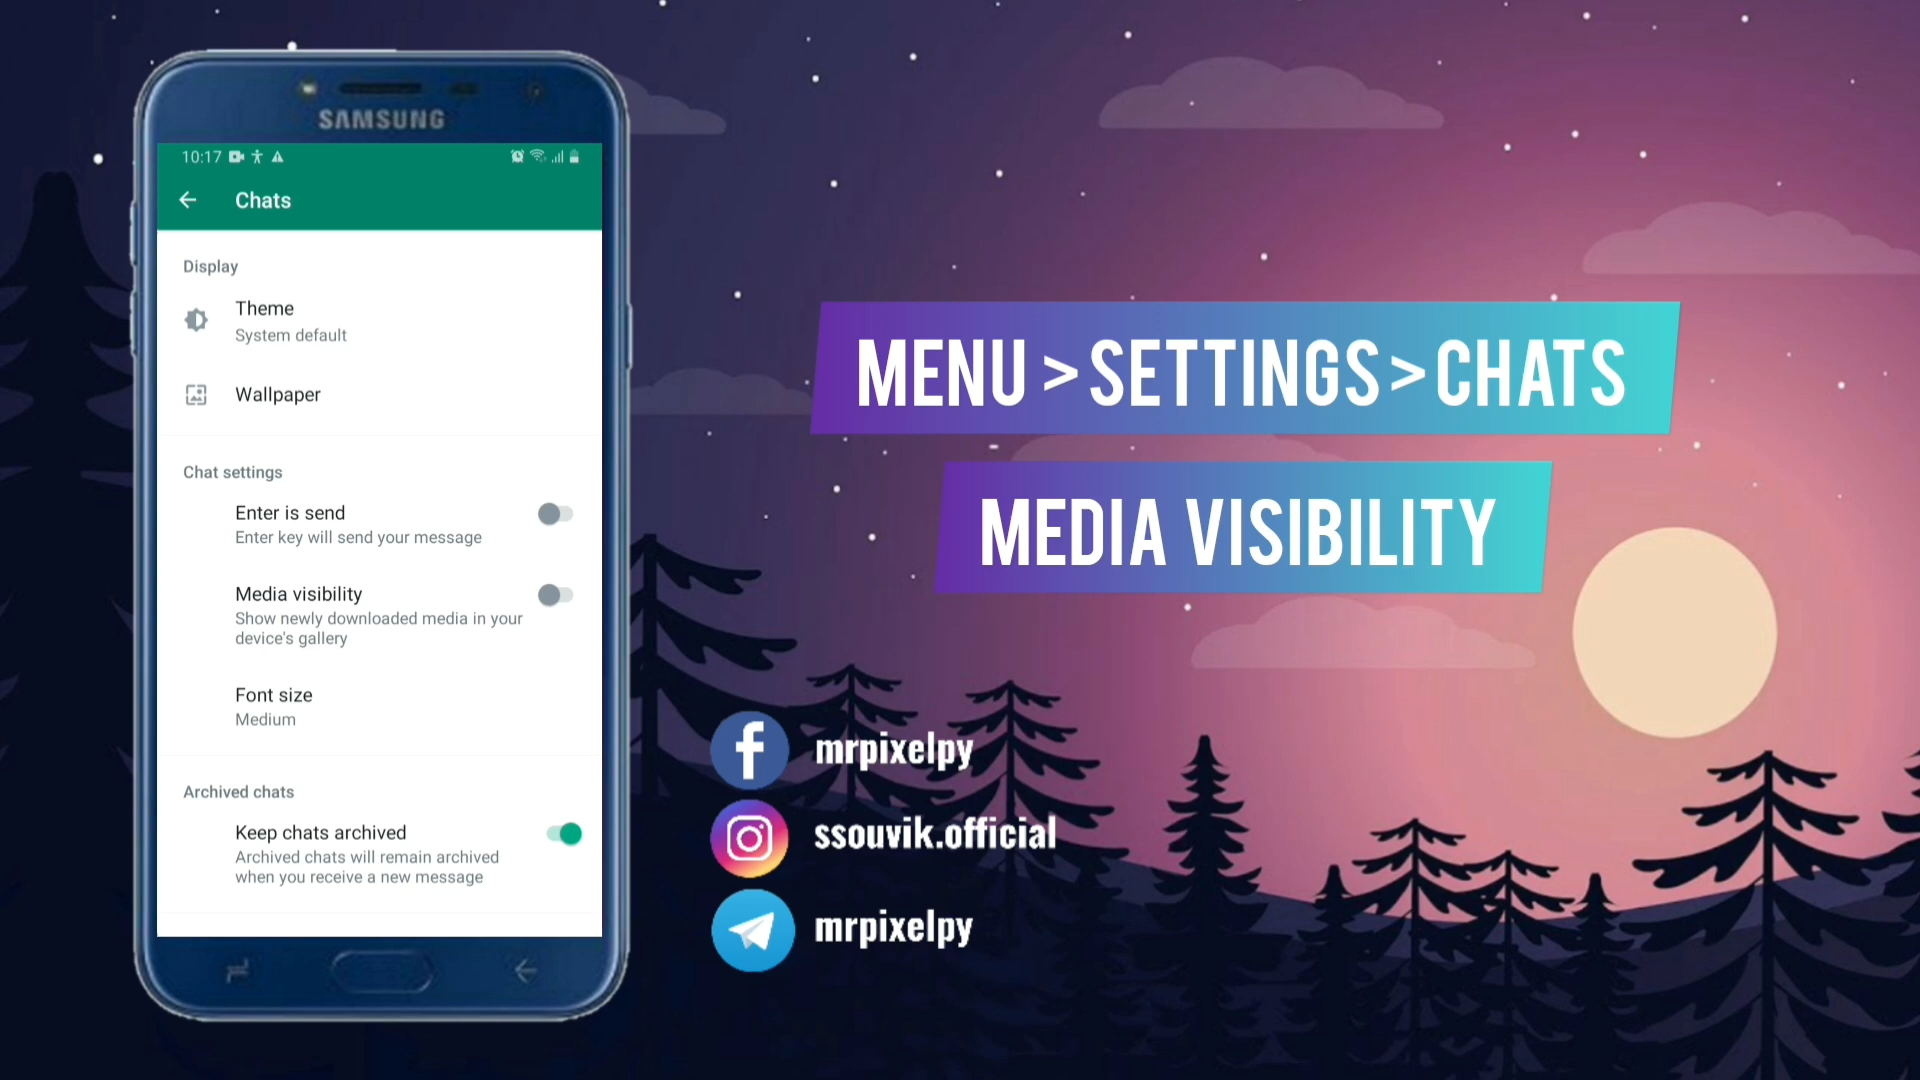 SAMSUNG
10:17
Chats
Display
Theme
System default
Wallpaper
Chat settings
Enter is send
Enter key will send your message
Media visibility
Show newly downloaded media in your
device's gallery
Font size
Medium
Archived chats
Keep chats archived
Archived chats will remain archived
when you receive a new message
MENU > SETTINGS > CHATS
MEDIA VISIBILITY
mrpixelpy
ssouvik.official
mrpixelpy